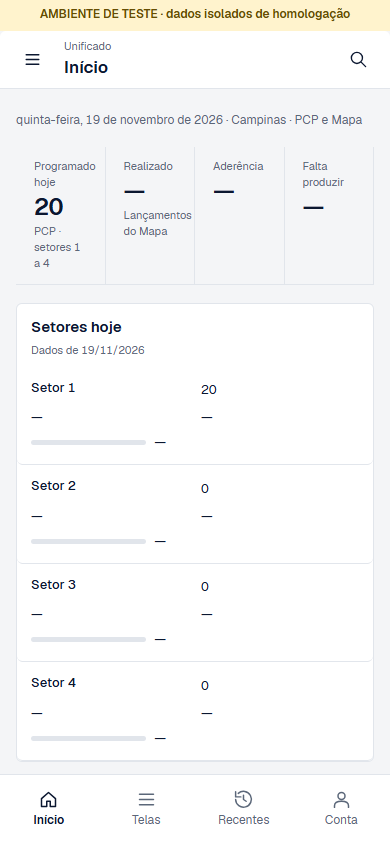 AMBIENTE DE TESTE · dados isolados de homologação
Unificado
Início
quinta-feira, 19 de novembro de 2026 · Campinas · PCP e Mapa
Programado
hoje
20
PCP ·
setores 1
a 4
Realizado
—
Lançamentos
do Mapa
Aderência
—
Falta
produzir
—
Setores hoje
Dados de 19/11/2026
Setor 1 20
— —
—
Setor 2 0
— —
—
Setor 3 0
— —
—
Setor 4 0
— —
—
Início Telas Recentes Conta